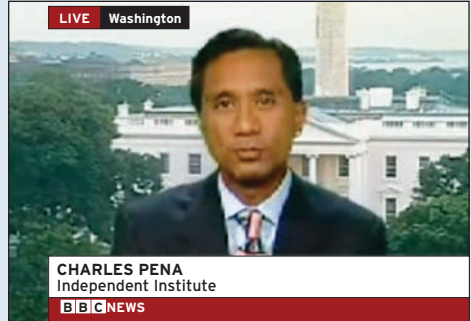 LIVE Washington
CHARLES PENA
Independent Institute
BBC NEWS